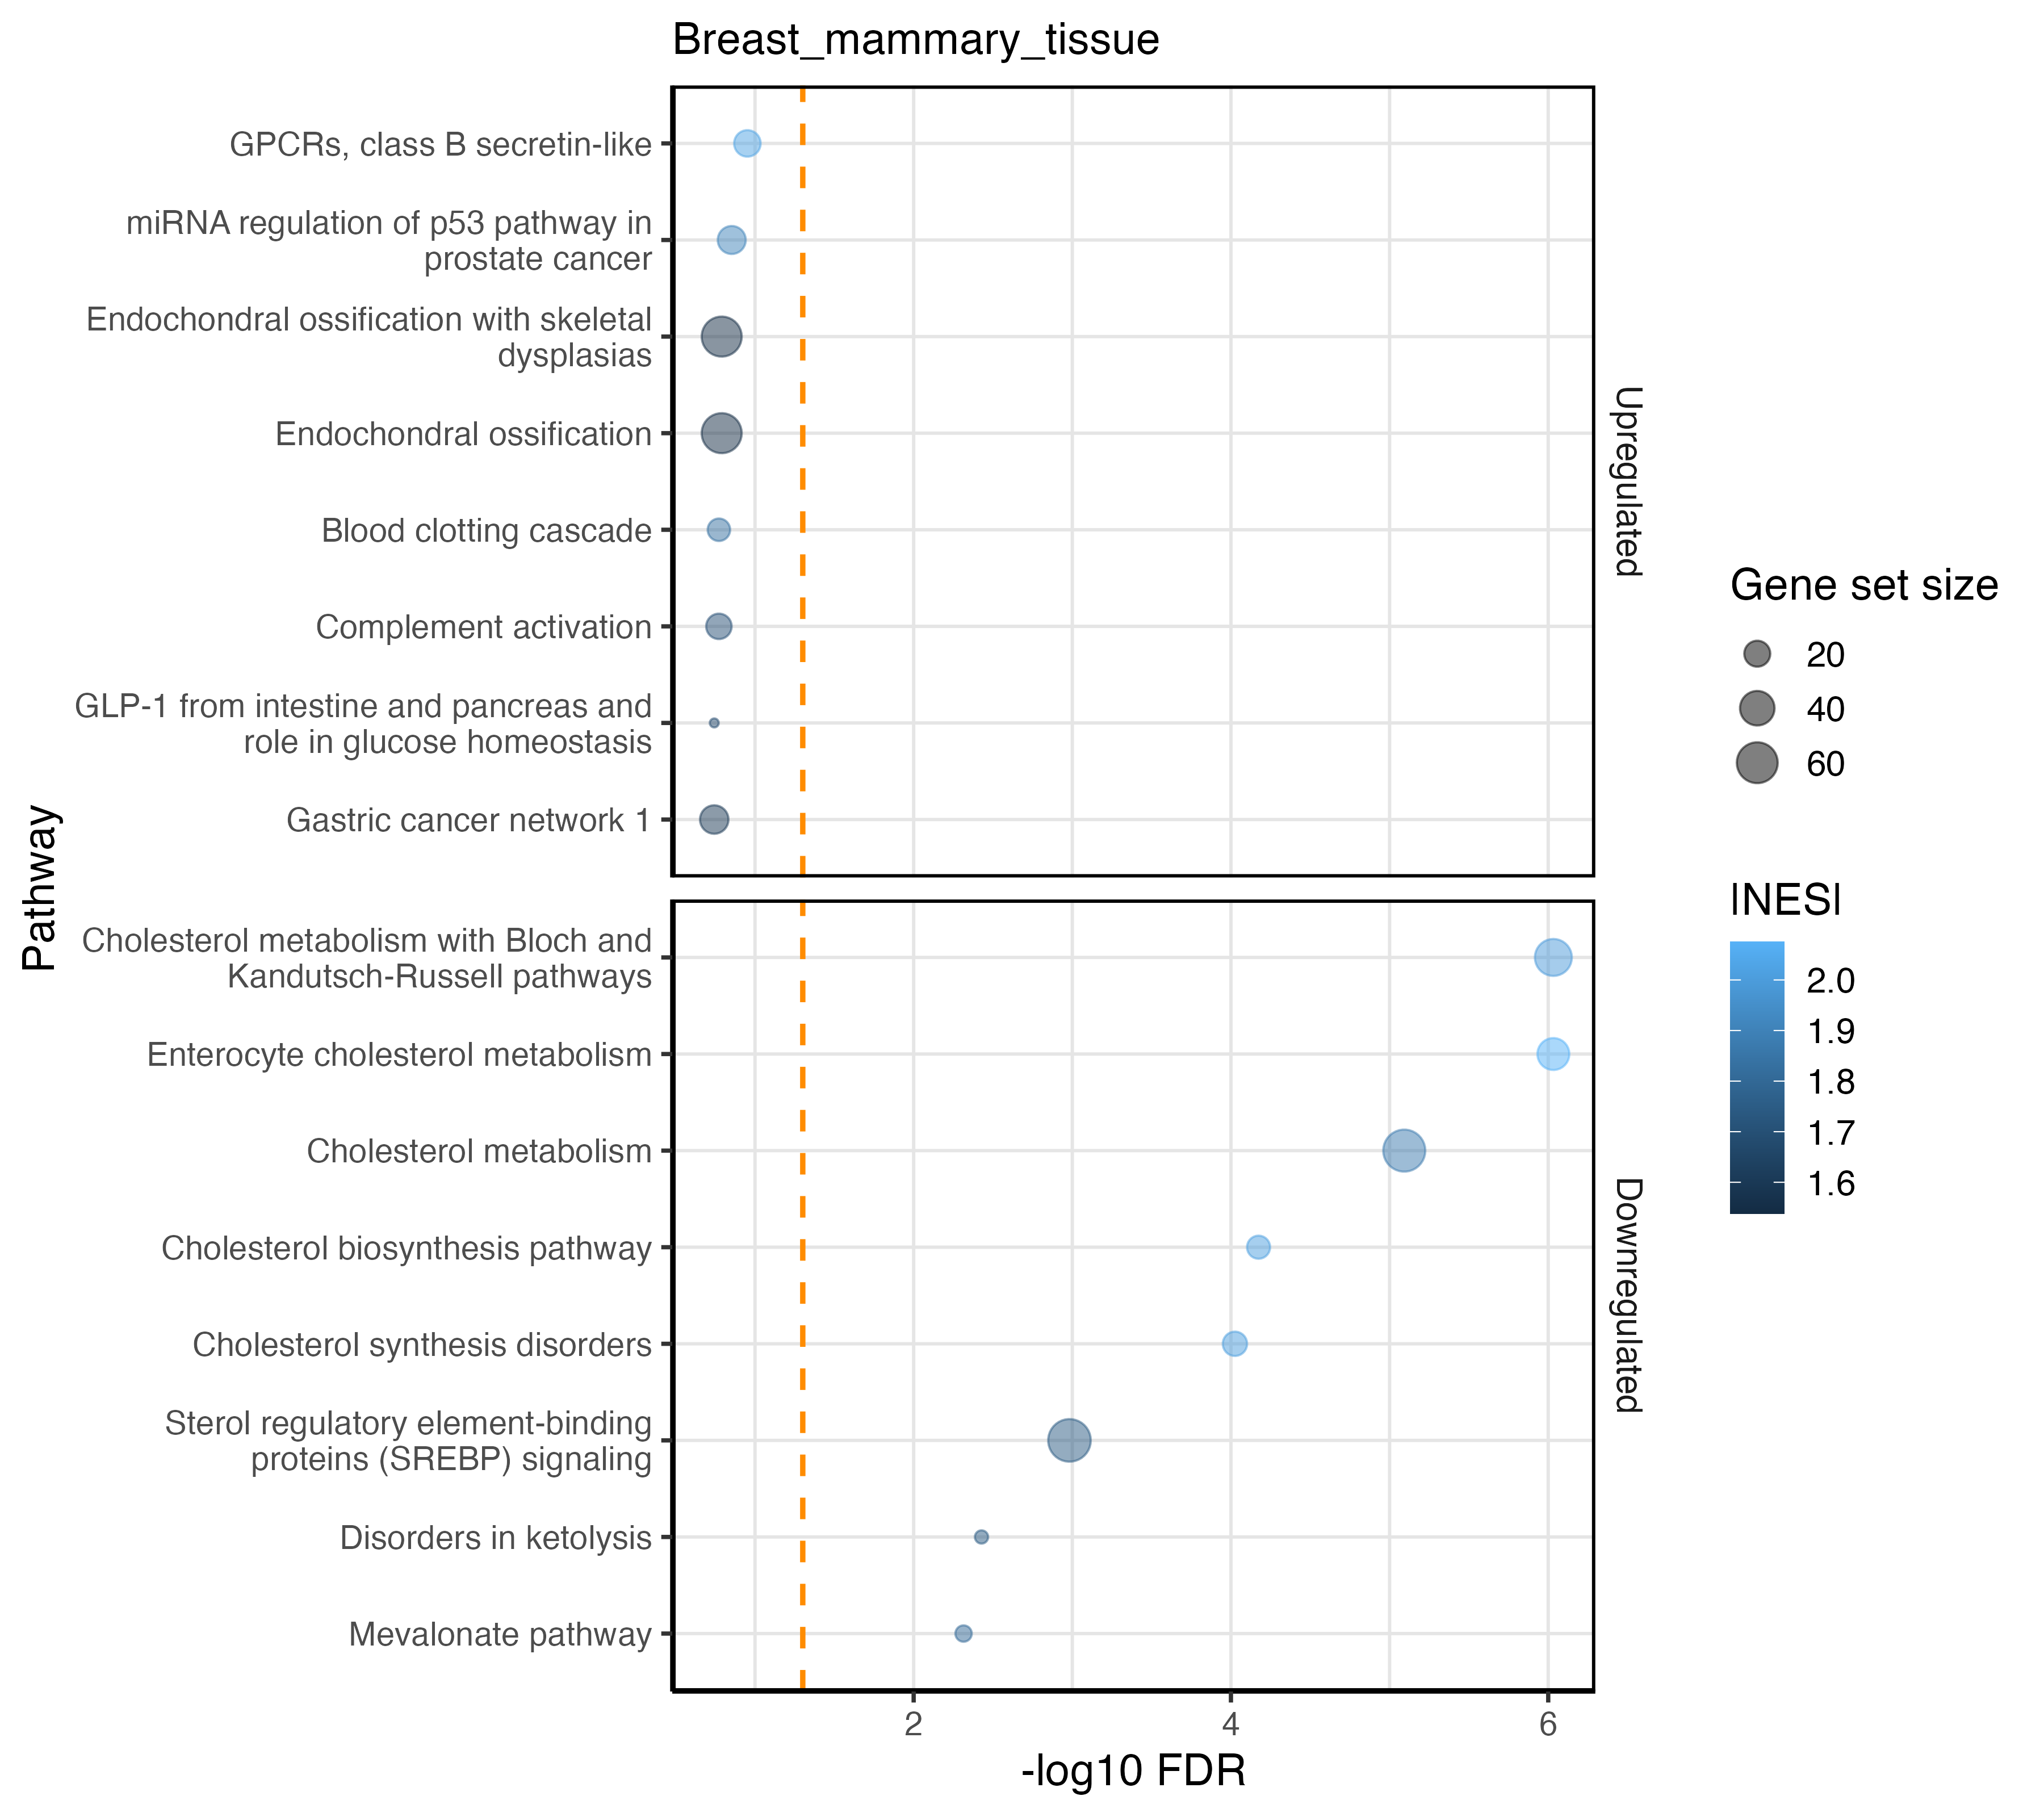 Breast_mammary_tissue
GPCRs, class B secretin-like
miRNA regulation of p53 pathway in
prostate cancer
Endochondral ossification with skeletal
dysplasias
Endochondral ossification
Blood clotting cascade
Complement activation
GLP-1 from intestine and pancreas and
role in glucose homeostasis
Gastric cancer network 1
Upregulated
Pathway
Cholesterol metabolism with Bloch and
Kandutsch-Russell pathways
Enterocyte cholesterol metabolism
Cholesterol metabolism
Cholesterol biosynthesis pathway
Cholesterol synthesis disorders
Sterol regulatory element-binding
proteins (SREBP) signaling
Disorders in ketolysis
Mevalonate pathway
Downregulated
2
4
6
-log10 FDR
Gene set size
20
40
60
|NES|
2.0
1.9
1.8
1.7
1.6